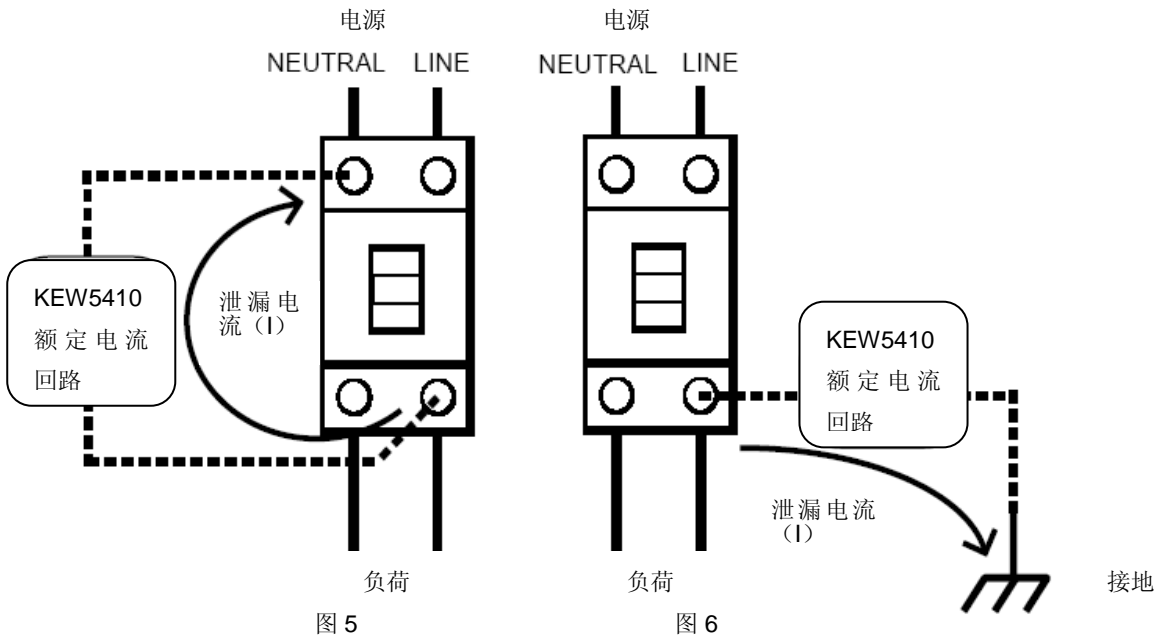 电源
NEUTRAL LINE
KEW5410
额定电流
回路
泄漏电
流（I）
负荷
图 5
电源
NEUTRAL LINE
KEW5410
额定电流
回路
泄漏电流
（I）
负荷
接地
图 6